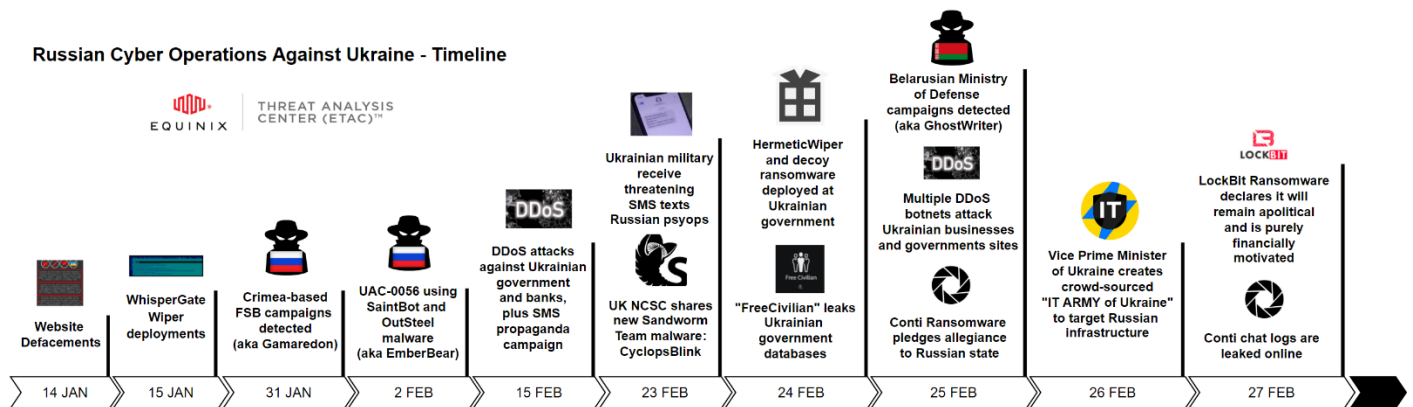 Russian Cyber Operations Against Ukraine - Timeline
EQUINIX
THREAT ANALYSIS
CENTER (ETAC)™
Website
Defacements
14 JAN
WhisperGate
Wiper
deployments
15 JAN
Crimea-based
FSB campaigns
detected
(aka Gamaredon)
31 JAN
UAC-0056 using
SaintBot and
OutSteel
malware
(aka EmberBear)
2 FEB
DDoS
DDoS attacks
against Ukrainian
government
and banks,
plus SMS
propaganda
campaign
15 FEB
Ukrainian military
receive
threatening
SMS texts
Russian psyops
S
UK NCSC shares
new Sandworm
Team malware:
CyclopsBlink
23 FEB
HermeticWiper
and decoy
ransomware
deployed at
Ukrainian
government
Free Civilian
"FreeCivilian" leaks
Ukrainian
government
databases
24 FEB
Belarusian Ministry
of Defense
campaigns detected
(aka GhostWriter)
DDoS
Multiple DDoS
botnets attack
Ukrainian businesses
and governments sites
Conti Ransomware
pledges allegiance
to Russian state
25 FEB
IT
Vice Prime Minister
of Ukraine creates
crowd-sourced
"IT ARMY of Ukraine"
to target Russian
infrastructure
26 FEB
LOCKBIT
LockBit Ransomware
declares it will
remain apolitical
and is purely
financially
motivated
Conti chat logs are
leaked online
27 FEB